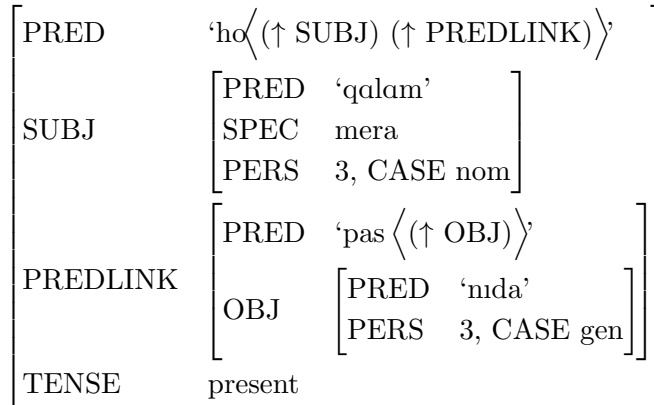 PRED ‘ho⟨(↑ SUBJ) (↑ PREDLINK)⟩’
PRED ‘qɑlɑm’
SUBJ SPEC mera
PERS 3, CASE nom
PRED ‘pas ⟨(↑ OBJ)⟩’
PREDLINK OBJ PRED ‘nɪda’
PERS 3, CASE gen
TENSE present